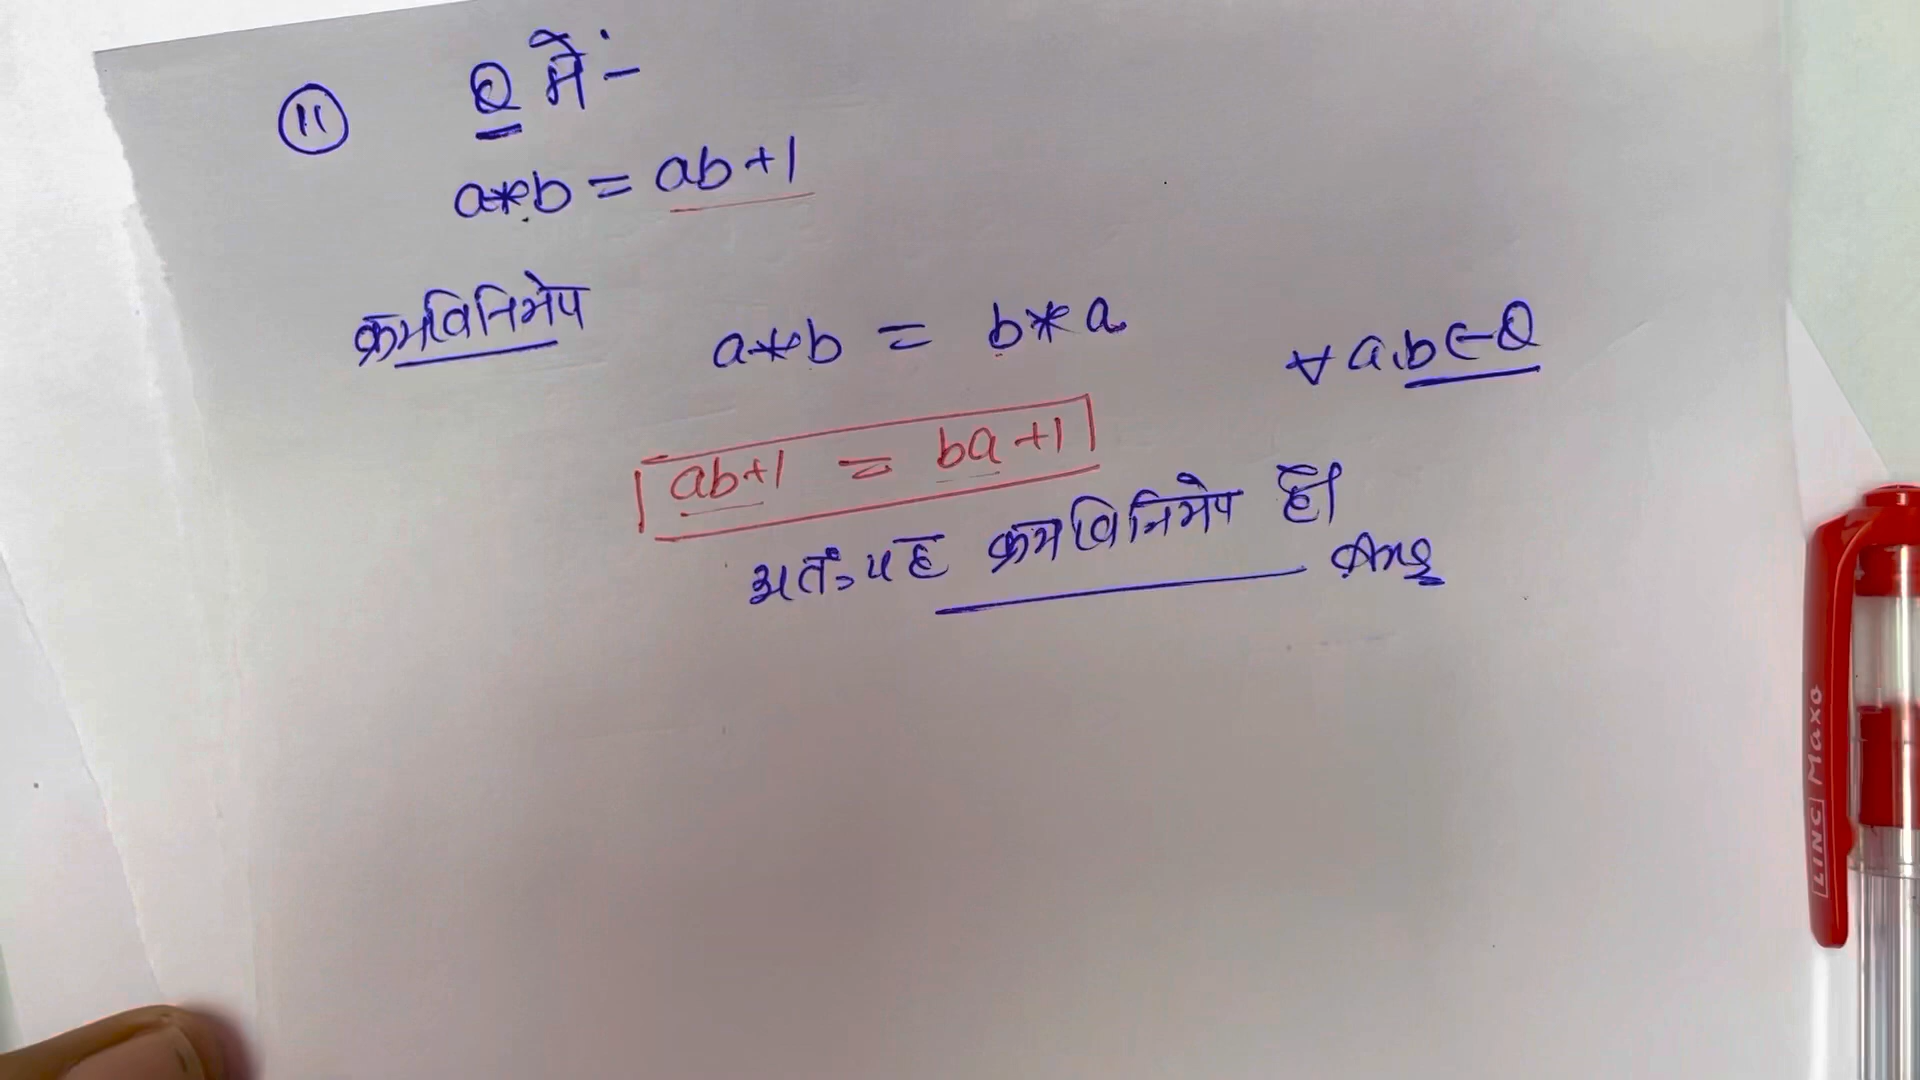 (11) Q में:-
a*b = ab+1
क्रमविनिमेय
a*b = b*a ∀ a,b∈Q
ab+1 = ba+1
अतः यह क्रमविनिमेय है।
Ans
LINC Maxo